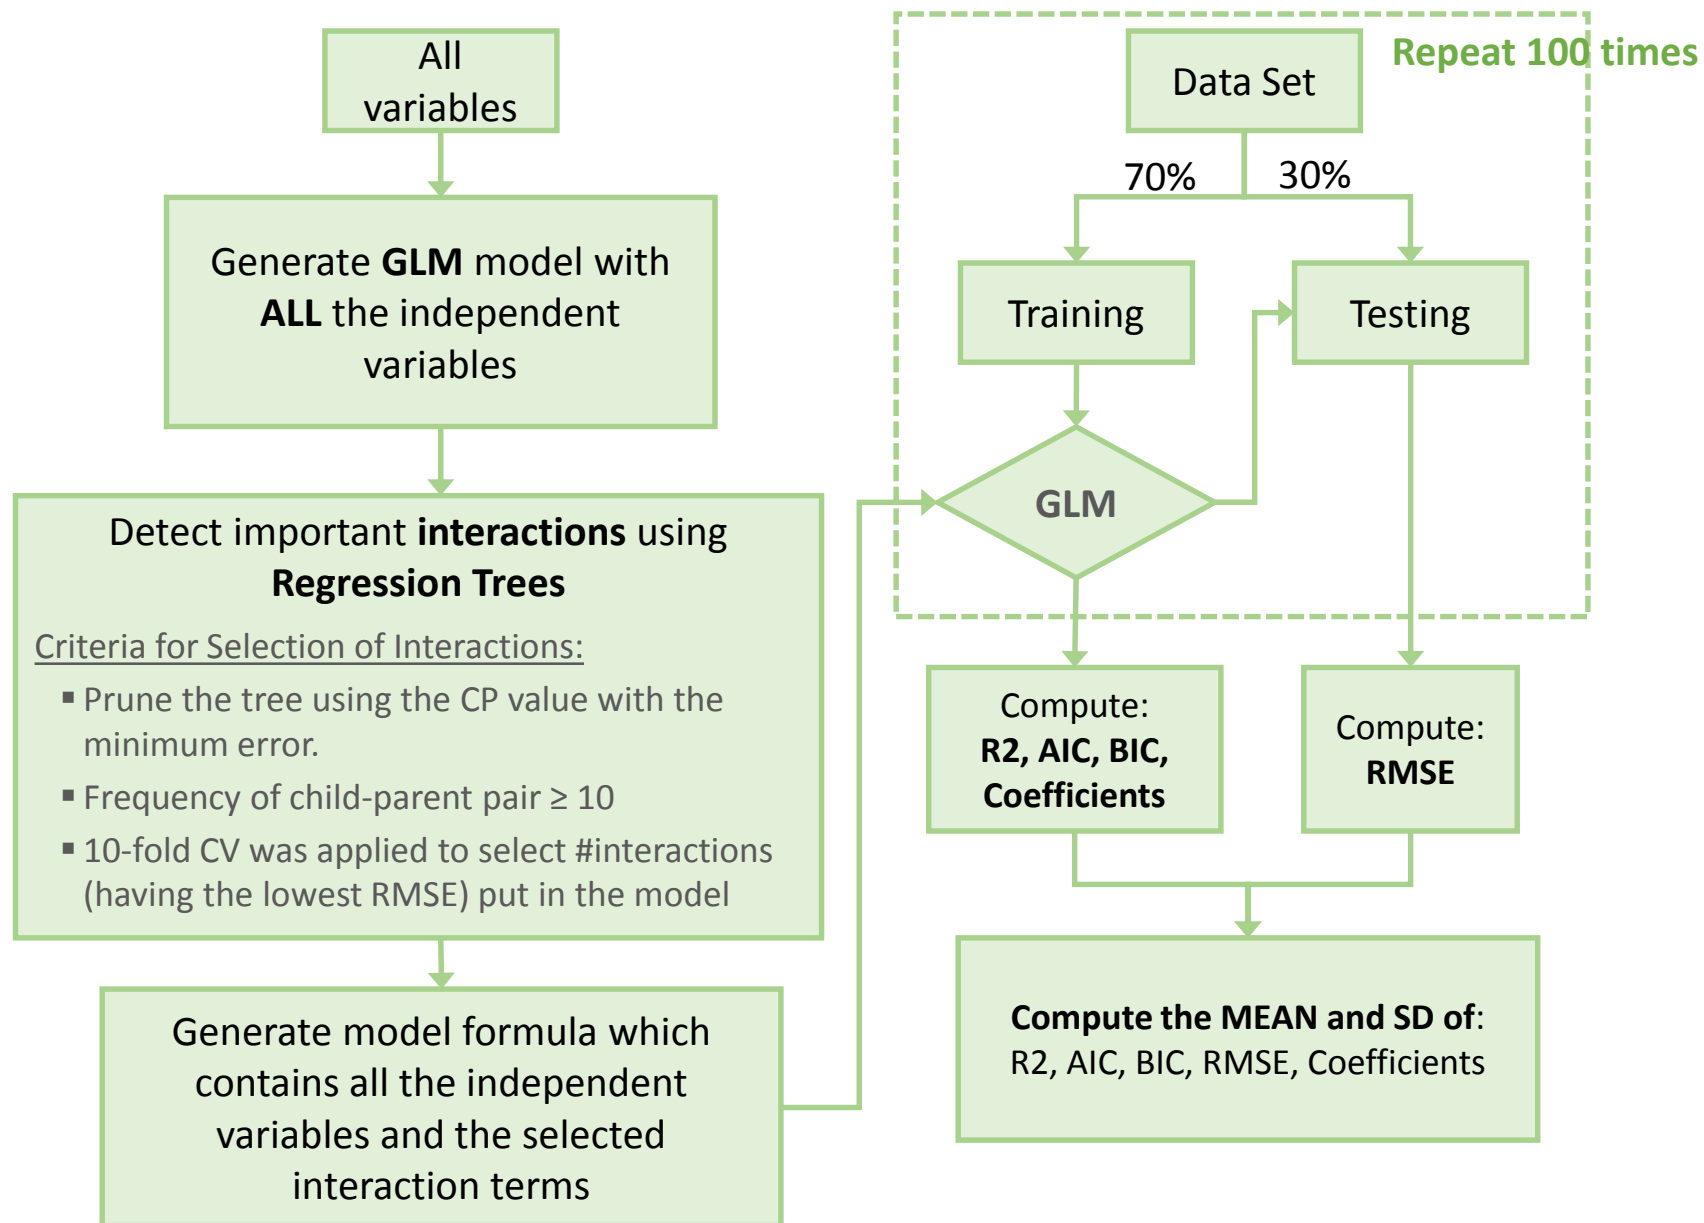 All
variables
Generate GLM model with
ALL the independent
variables
Detect important interactions using
Regression Trees
Criteria for Selection of Interactions:
▪ Prune the tree using the CP value with the
minimum error.
▪ Frequency of child-parent pair ≥ 10
▪ 10-fold CV was applied to select #interactions
(having the lowest RMSE) put in the model
Generate model formula which
contains all the independent
variables and the selected
interaction terms
Repeat 100 times
Data Set
70%
30%
Training
Testing
GLM
Compute:
R2, AIC, BIC,
Coefficients
Compute:
RMSE
Compute the MEAN and SD of:
R2, AIC, BIC, RMSE, Coefficients